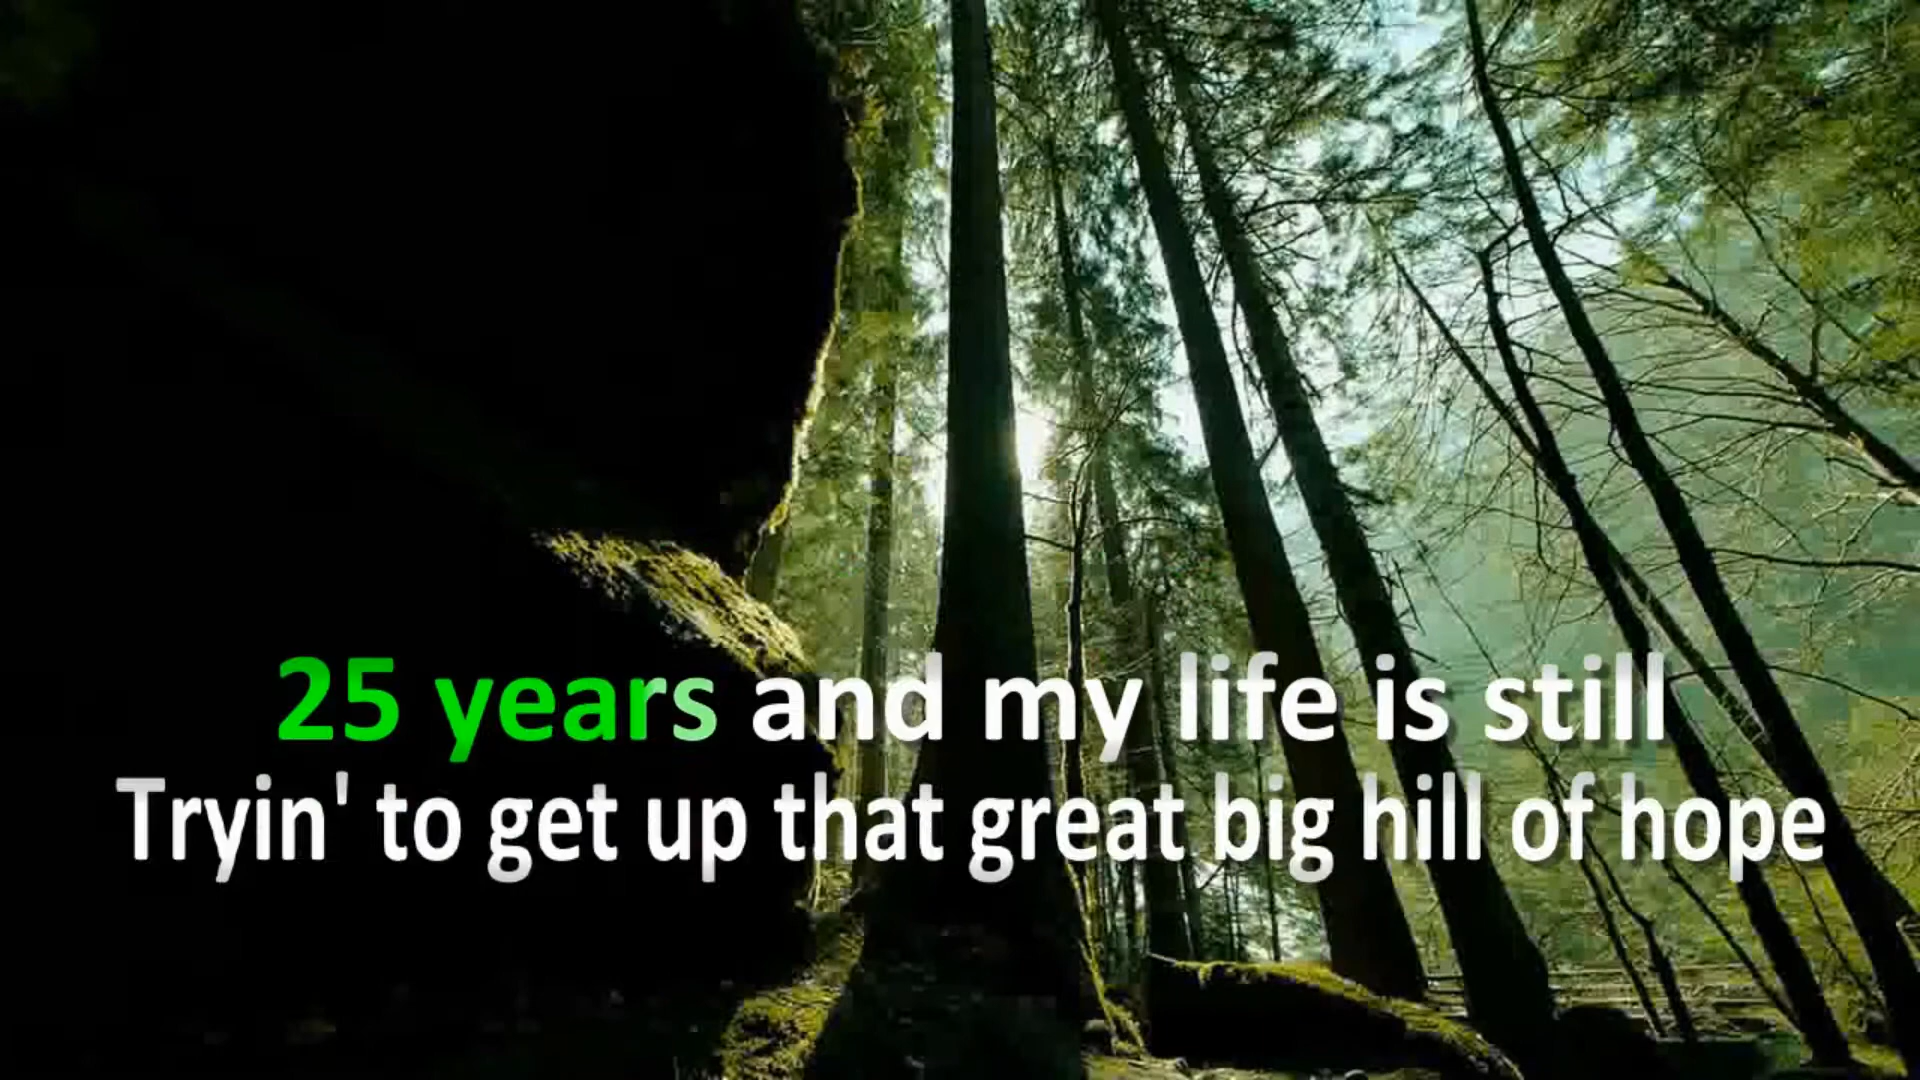 25 years and my life is still
Tryin' to get up that great big hill of hope